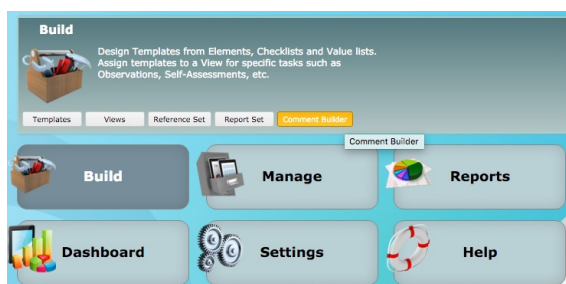 Build
Design Templates from Elements, Checklists and Value lists.
Assign templates to a View for specific tasks such as
Observations, Self-Assessments, etc.
Templates Views Reference Set Report Set Comment Builder
Comment Builder
Build Manage Reports
Dashboard Settings Help